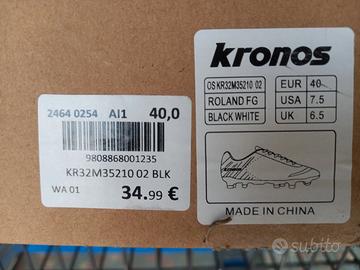 2464 0254 AI1 40,0
9808868001235
KR32M35210 02 BLK
WA 01
34.99 €
kronos
OS KR32M35210 02 EUR 40
ROLAND FG USA 7.5
BLACK WHITE UK 6.5
MADE IN CHINA
subito